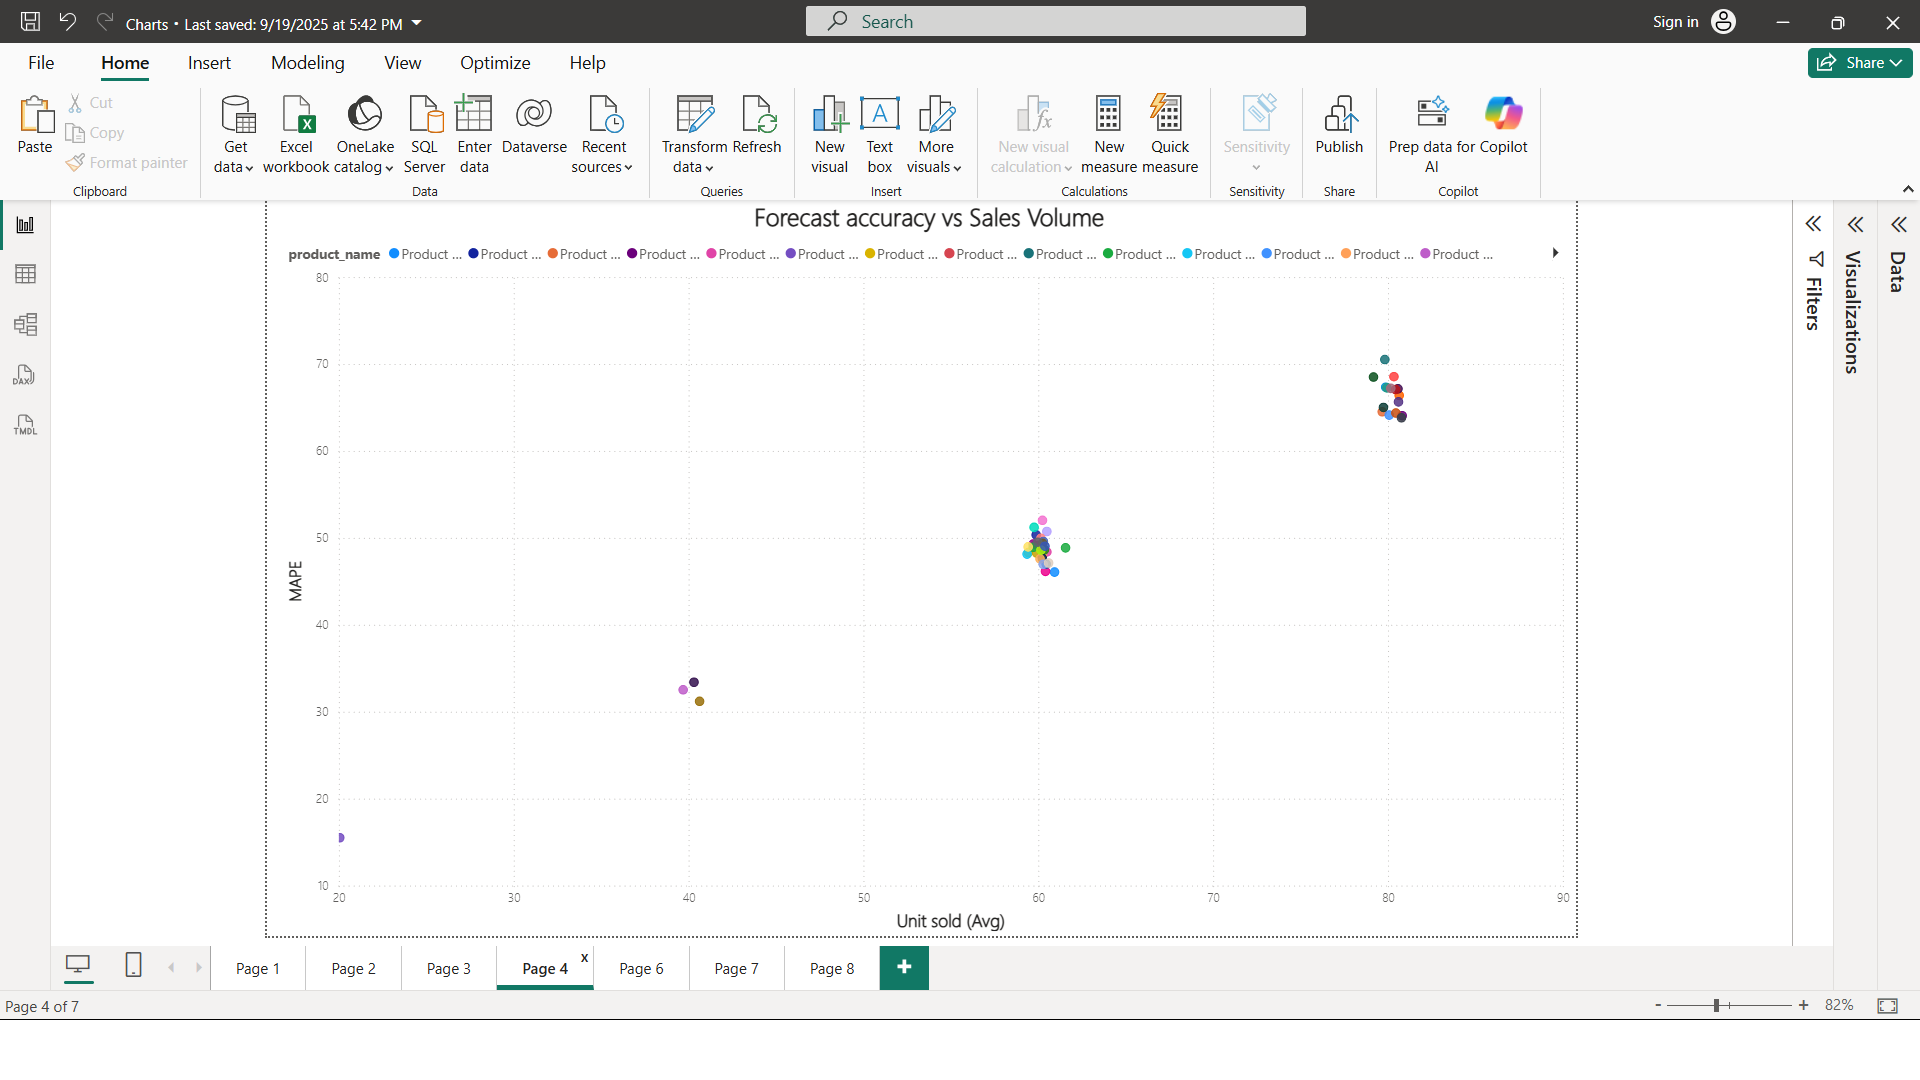 Charts • Last saved: 9/19/2025 at 5:42 PM
Search
Sign in
File Home Insert Modeling View Optimize Help
Share
Paste
Cut
Copy
Format painter
Clipboard
Get data
Excel workbook
OneLake catalog
SQL Server
Enter data
Dataverse
Recent sources
Data
Transform data
Refresh
Queries
New visual
Text box
More visuals
Insert
New visual calculation
New measure
Quick measure
Calculations
Sensitivity
Sensitivity
Publish
Share
Prep data for AI
Copilot
Copilot
DAX
TMDL
Forecast accuracy vs Sales Volume
product_name Product ... Product ... Product ... Product ... Product ... Product ... Product ... Product ... Product ... Product ... Product ... Product ... Product ... Product ...
80
70
60
50
40
30
20
10
MAPE
20 30 40 50 60 70 80 90
Unit sold (Avg)
Filters
Visualizations
Data
Page 1 Page 2 Page 3 Page 4 x Page 6 Page 7 Page 8 +
Page 4 of 7
- + 82%